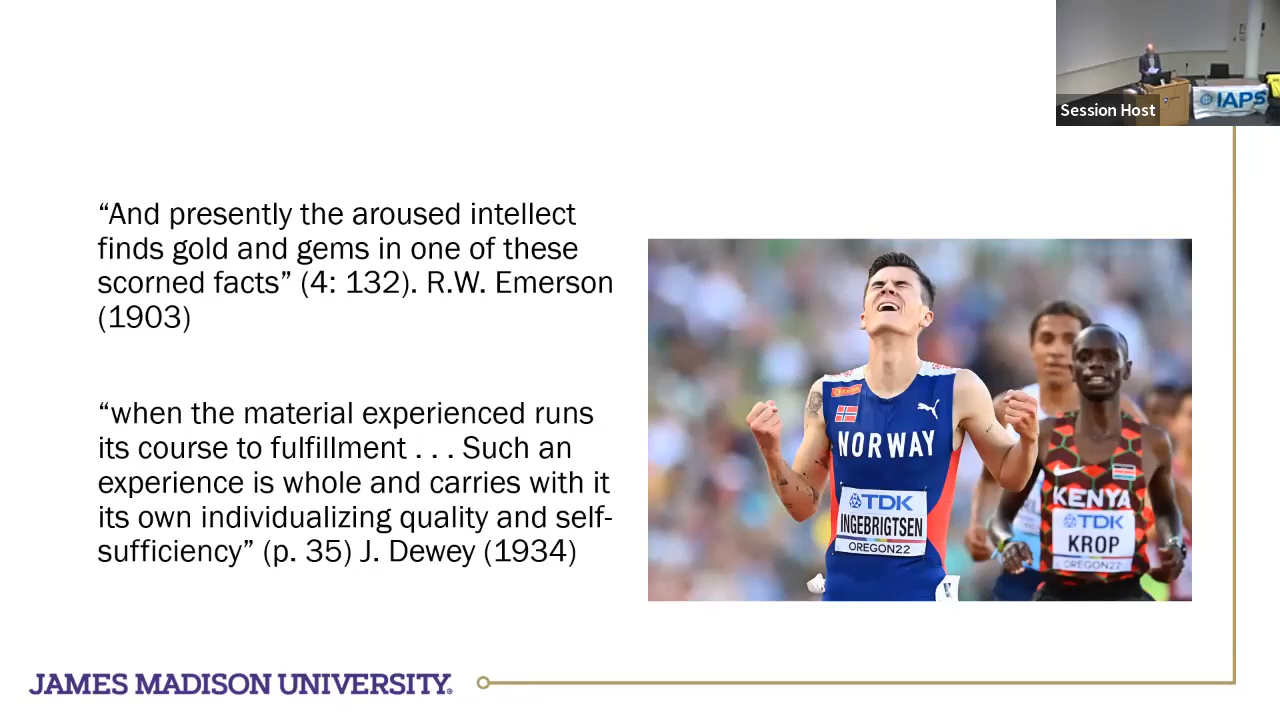 Session Host
IAPS
“And presently the aroused intellect
finds gold and gems in one of these
scorned facts” (4: 132). R.W. Emerson
(1903)
“when the material experienced runs
its course to fulfillment . . . Such an
experience is whole and carries with it
its own individualizing quality and self-
sufficiency” (p. 35) J. Dewey (1934)
NORWAY
TDK
INGEBRIGTSEN
OREGON22
KENYA
TDK
KROP
OREGON22
JAMES MADISON UNIVERSITY®